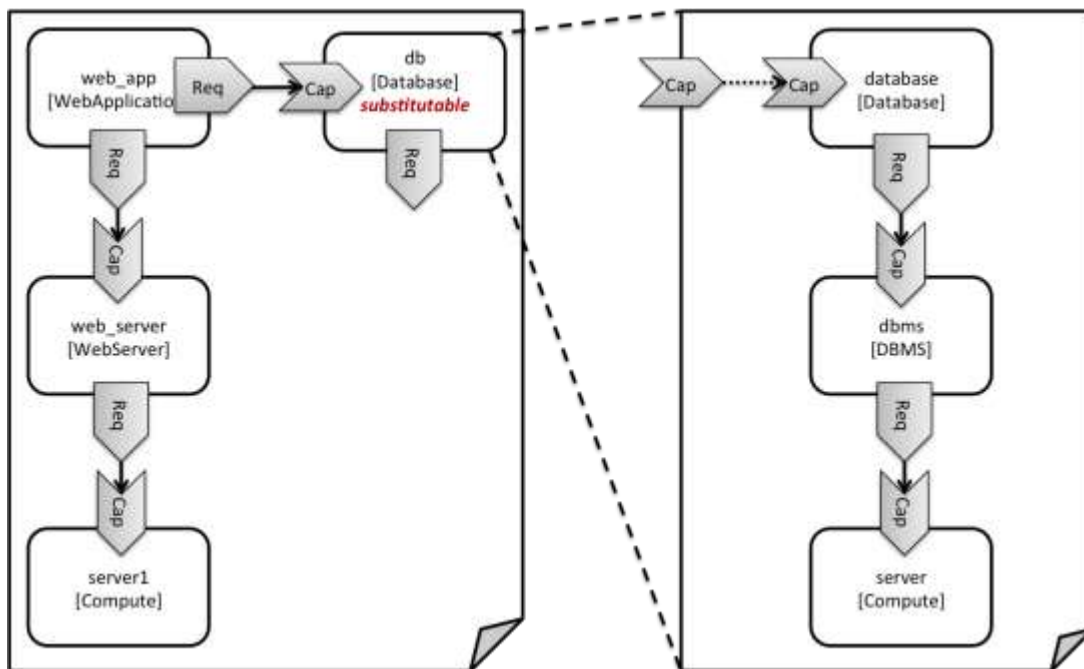 web_app
[WebApplicatio
Req
Cap
db
[Database]
substitutable
Req
Req
Cap
web_server
[WebServer]
Req
Cap
server1
[Compute]
Cap
Cap
database
[Database]
Req
Cap
dbms
[DBMS]
Req
Cap
server
[Compute]